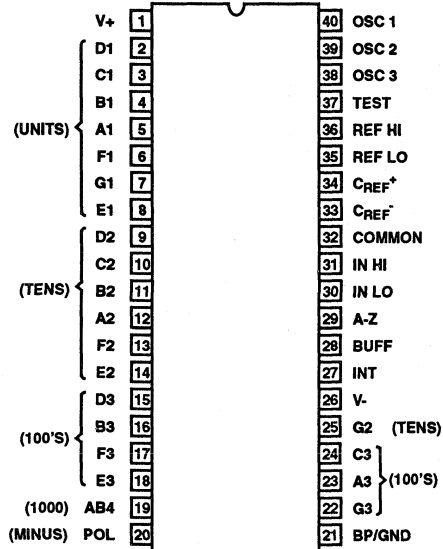 V+ 1 40 OSC 1
D1 2 39 OSC 2
C1 3 38 OSC 3
B1 4 37 TEST
(UNITS) A1 5 36 REF HI
F1 6 35 REF LO
G1 7 34 CREF+
E1 8 33 CREF-
D2 9 32 COMMON
C2 10 31 IN HI
(TENS) B2 11 30 IN LO
A2 12 29 A-Z
F2 13 28 BUFF
E2 14 27 INT
D3 15 26 V-
B3 16 25 G2 (TENS)
(100'S) F3 17 24 C3
E3 18 23 A3 (100'S)
(1000) AB4 19 22 G3
(MINUS) POL 20 21 BP/GND